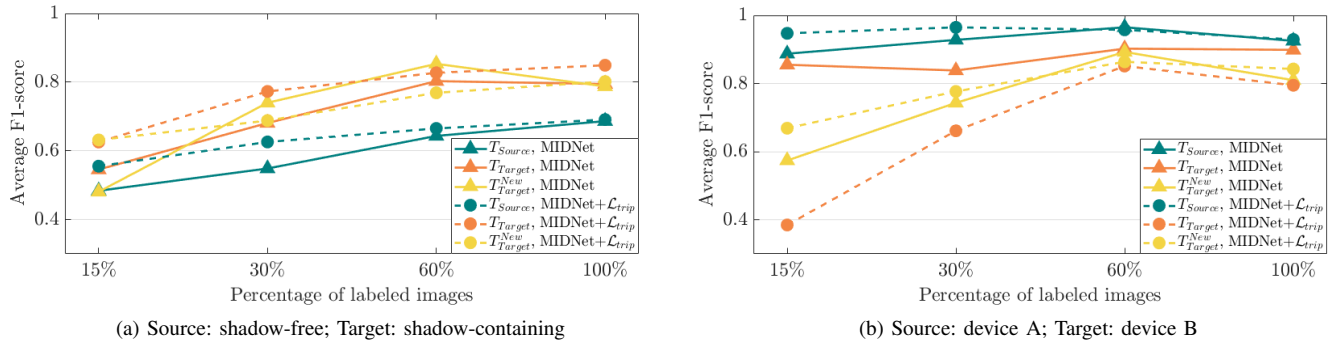 1
0.8
0.6
0.4
Average F1-score
15%
30%
60%
100%
Percentage of labeled images
T_Source, MIDNet
T_Target, MIDNet
T^New_Target, MIDNet
T_Source, MIDNet+L_trip
T_Target, MIDNet+L_trip
T^New_Target, MIDNet+L_trip
(a) Source: shadow-free; Target: shadow-containing
1
0.8
0.6
0.4
Average F1-score
15%
30%
60%
100%
Percentage of labeled images
T_Source, MIDNet
T_Target, MIDNet
T^New_Target, MIDNet
T_Source, MIDNet+L_trip
T_Target, MIDNet+L_trip
T^New_Target, MIDNet+L_trip
(b) Source: device A; Target: device B